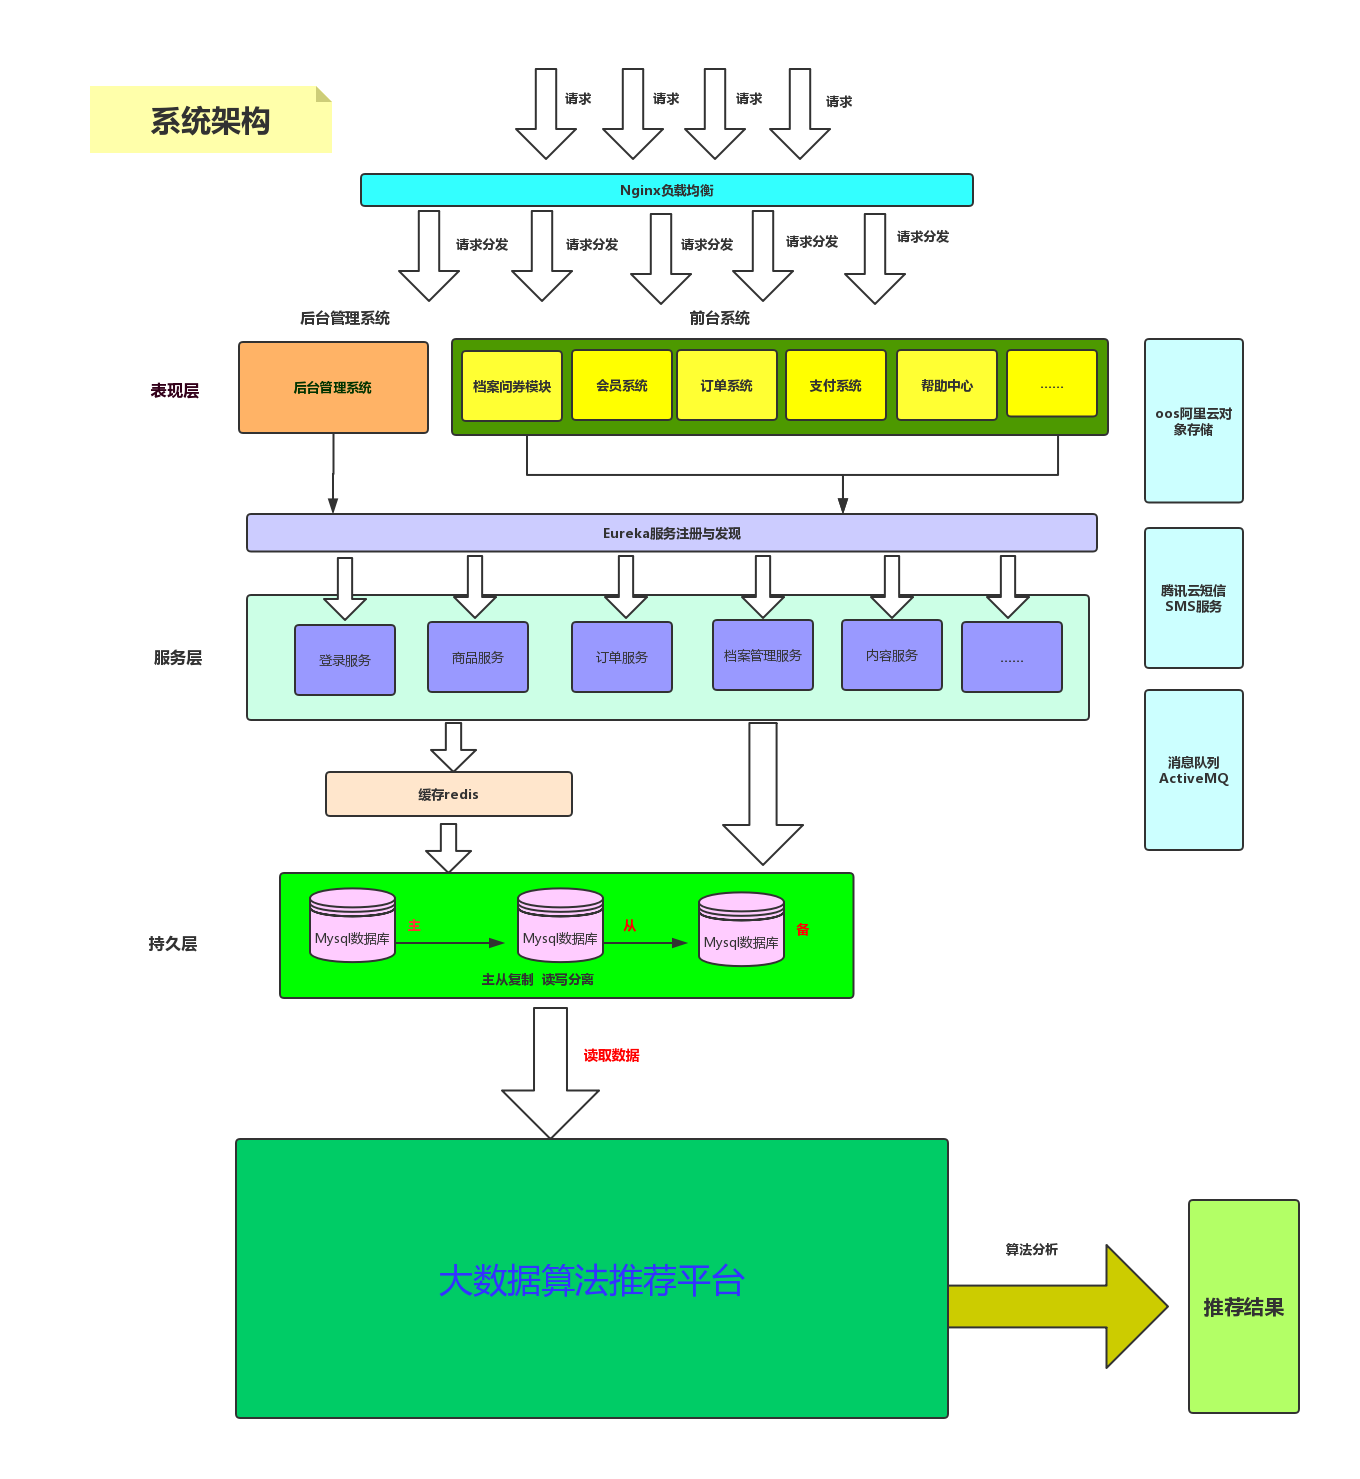 系统架构
请求
请求
请求
请求
Nginx负载均衡
请求分发
请求分发
请求分发
请求分发
请求分发
后台管理系统
前台系统
表现层
后台管理系统
档案问券模块
会员系统
订单系统
支付系统
帮助中心
......
oos阿里云对
象存储
Eureka服务注册与发现
腾讯云短信
SMS服务
服务层
登录服务
商品服务
订单服务
档案管理服务
内容服务
......
消息队列
ActiveMQ
缓存redis
持久层
Mysql数据库
主
Mysql数据库
从
Mysql数据库
备
主从复制  读写分离
读取数据
大数据算法推荐平台
算法分析
推荐结果